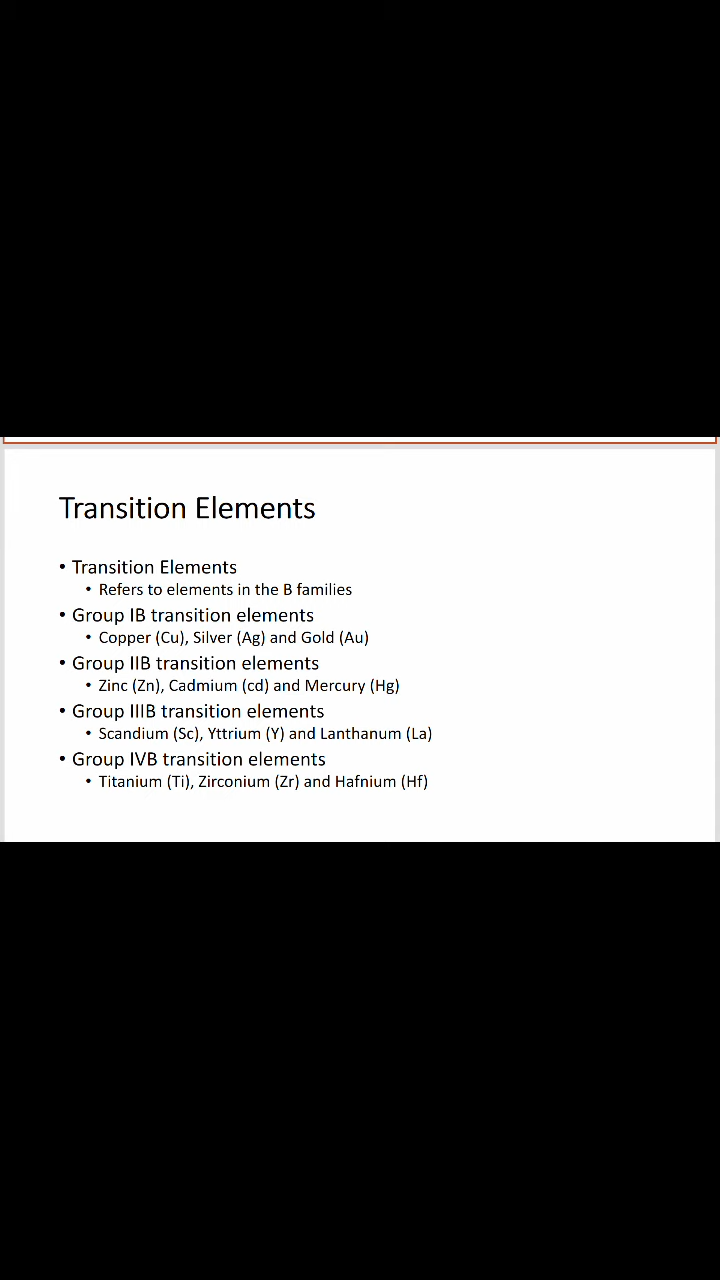 Transition Elements
• Transition Elements
• Refers to elements in the B families
• Group IB transition elements
• Copper (Cu), Silver (Ag) and Gold (Au)
• Group IIB transition elements
• Zinc (Zn), Cadmium (cd) and Mercury (Hg)
• Group IIIB transition elements
• Scandium (Sc), Yttrium (Y) and Lanthanum (La)
• Group IVB transition elements
• Titanium (Ti), Zirconium (Zr) and Hafnium (Hf)